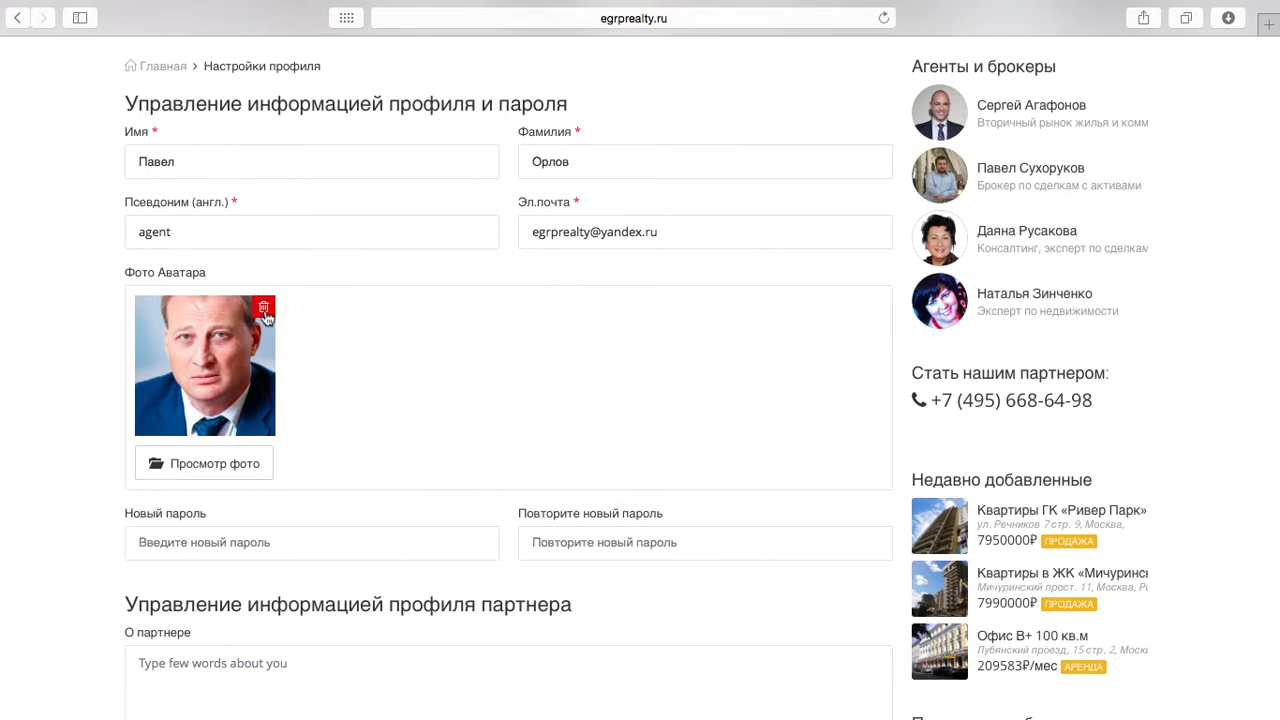 egrprealty.ru
Главная > Настройки профиля
Управление информацией профиля и пароля
Имя *
Фамилия *
Павел
Орлов
Псевдоним (англ.) *
Эл.почта *
agent
egrprealty@yandex.ru
Фото Аватара
Просмотр фото
Новый пароль
Повторите новый пароль
Введите новый пароль
Повторите новый пароль
Управление информацией профиля партнера
О партнере
Type few words about you
Агенты и брокеры
Сергей Агафонов
Вторичный рынок жилья и комм
Павел Сухоруков
Брокер по сделкам с активами
Даяна Русакова
Консалтинг, эксперт по сделкам
Наталья Зинченко
Эксперт по недвижимости
Стать нашим партнером:
+7 (495) 668-64-98
Недавно добавленные
Квартиры ГК «Ривер Парк»
ул. Речников 7 стр. 9, Москва,
7950000₽ ПРОДАЖА
Квартиры в ЖК «Мичуринск
Мичуринский прост. 11, Москва, Ро
7990000₽ ПРОДАЖА
Офис B+ 100 кв.м
Лубянский проезд, 15 стр. 2, Моск
209583₽/мес АРЕНДА